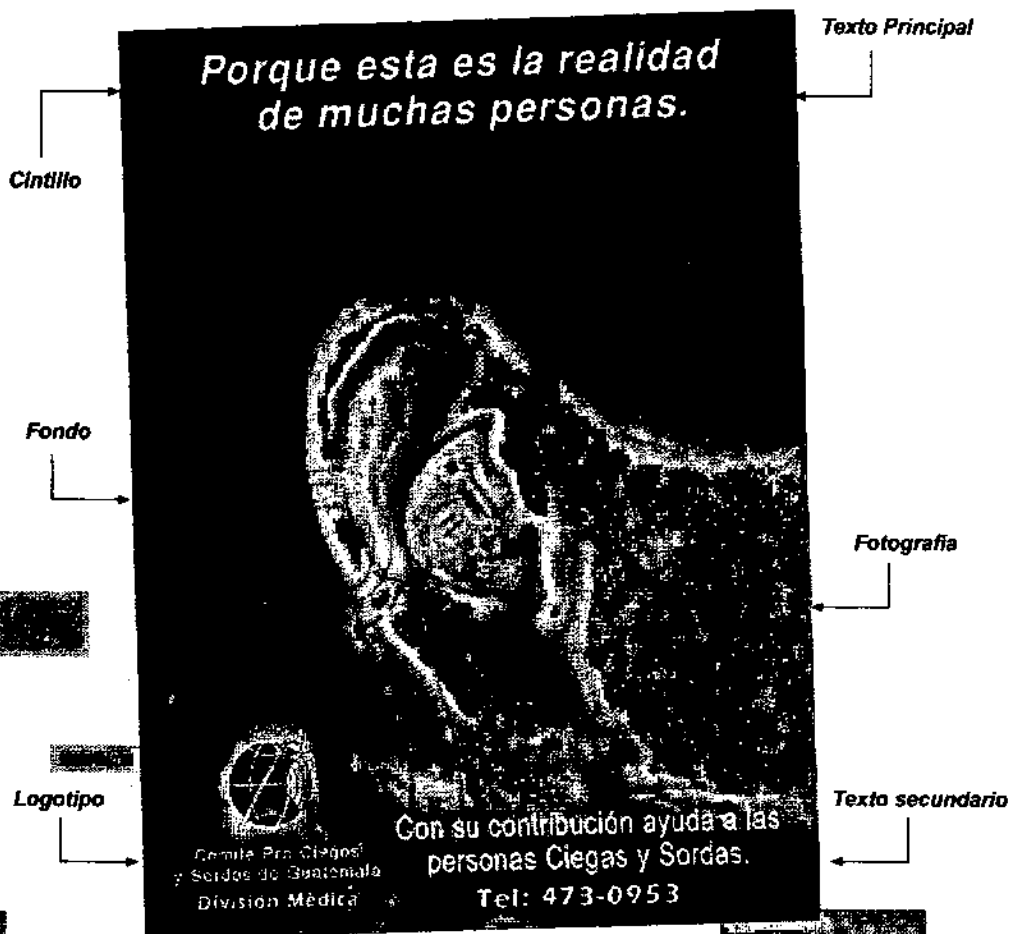 Texto Principal
Porque esta es la realidad
de muchas personas.
Cintillo
Fondo
Fotografía
Logotipo
Texto secundario
Con su contribución ayuda a las
personas Ciegas y Sordas.
Tel: 473-0953
Comité Pro Ciegos
y Sordos de Guatemala
División Médica